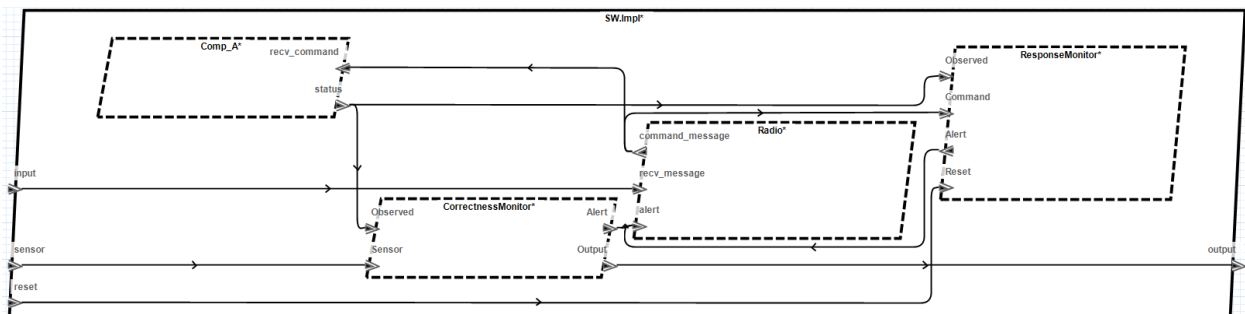 SW.Impl*
Comp_A*
recv_command
status
ResponseMonitor*
Observed
Command
Alert
Reset
Radio*
command_message
recv_message
alert
input
CorrectnessMonitor*
Observed
Alert
Sensor
Output
sensor
output
reset